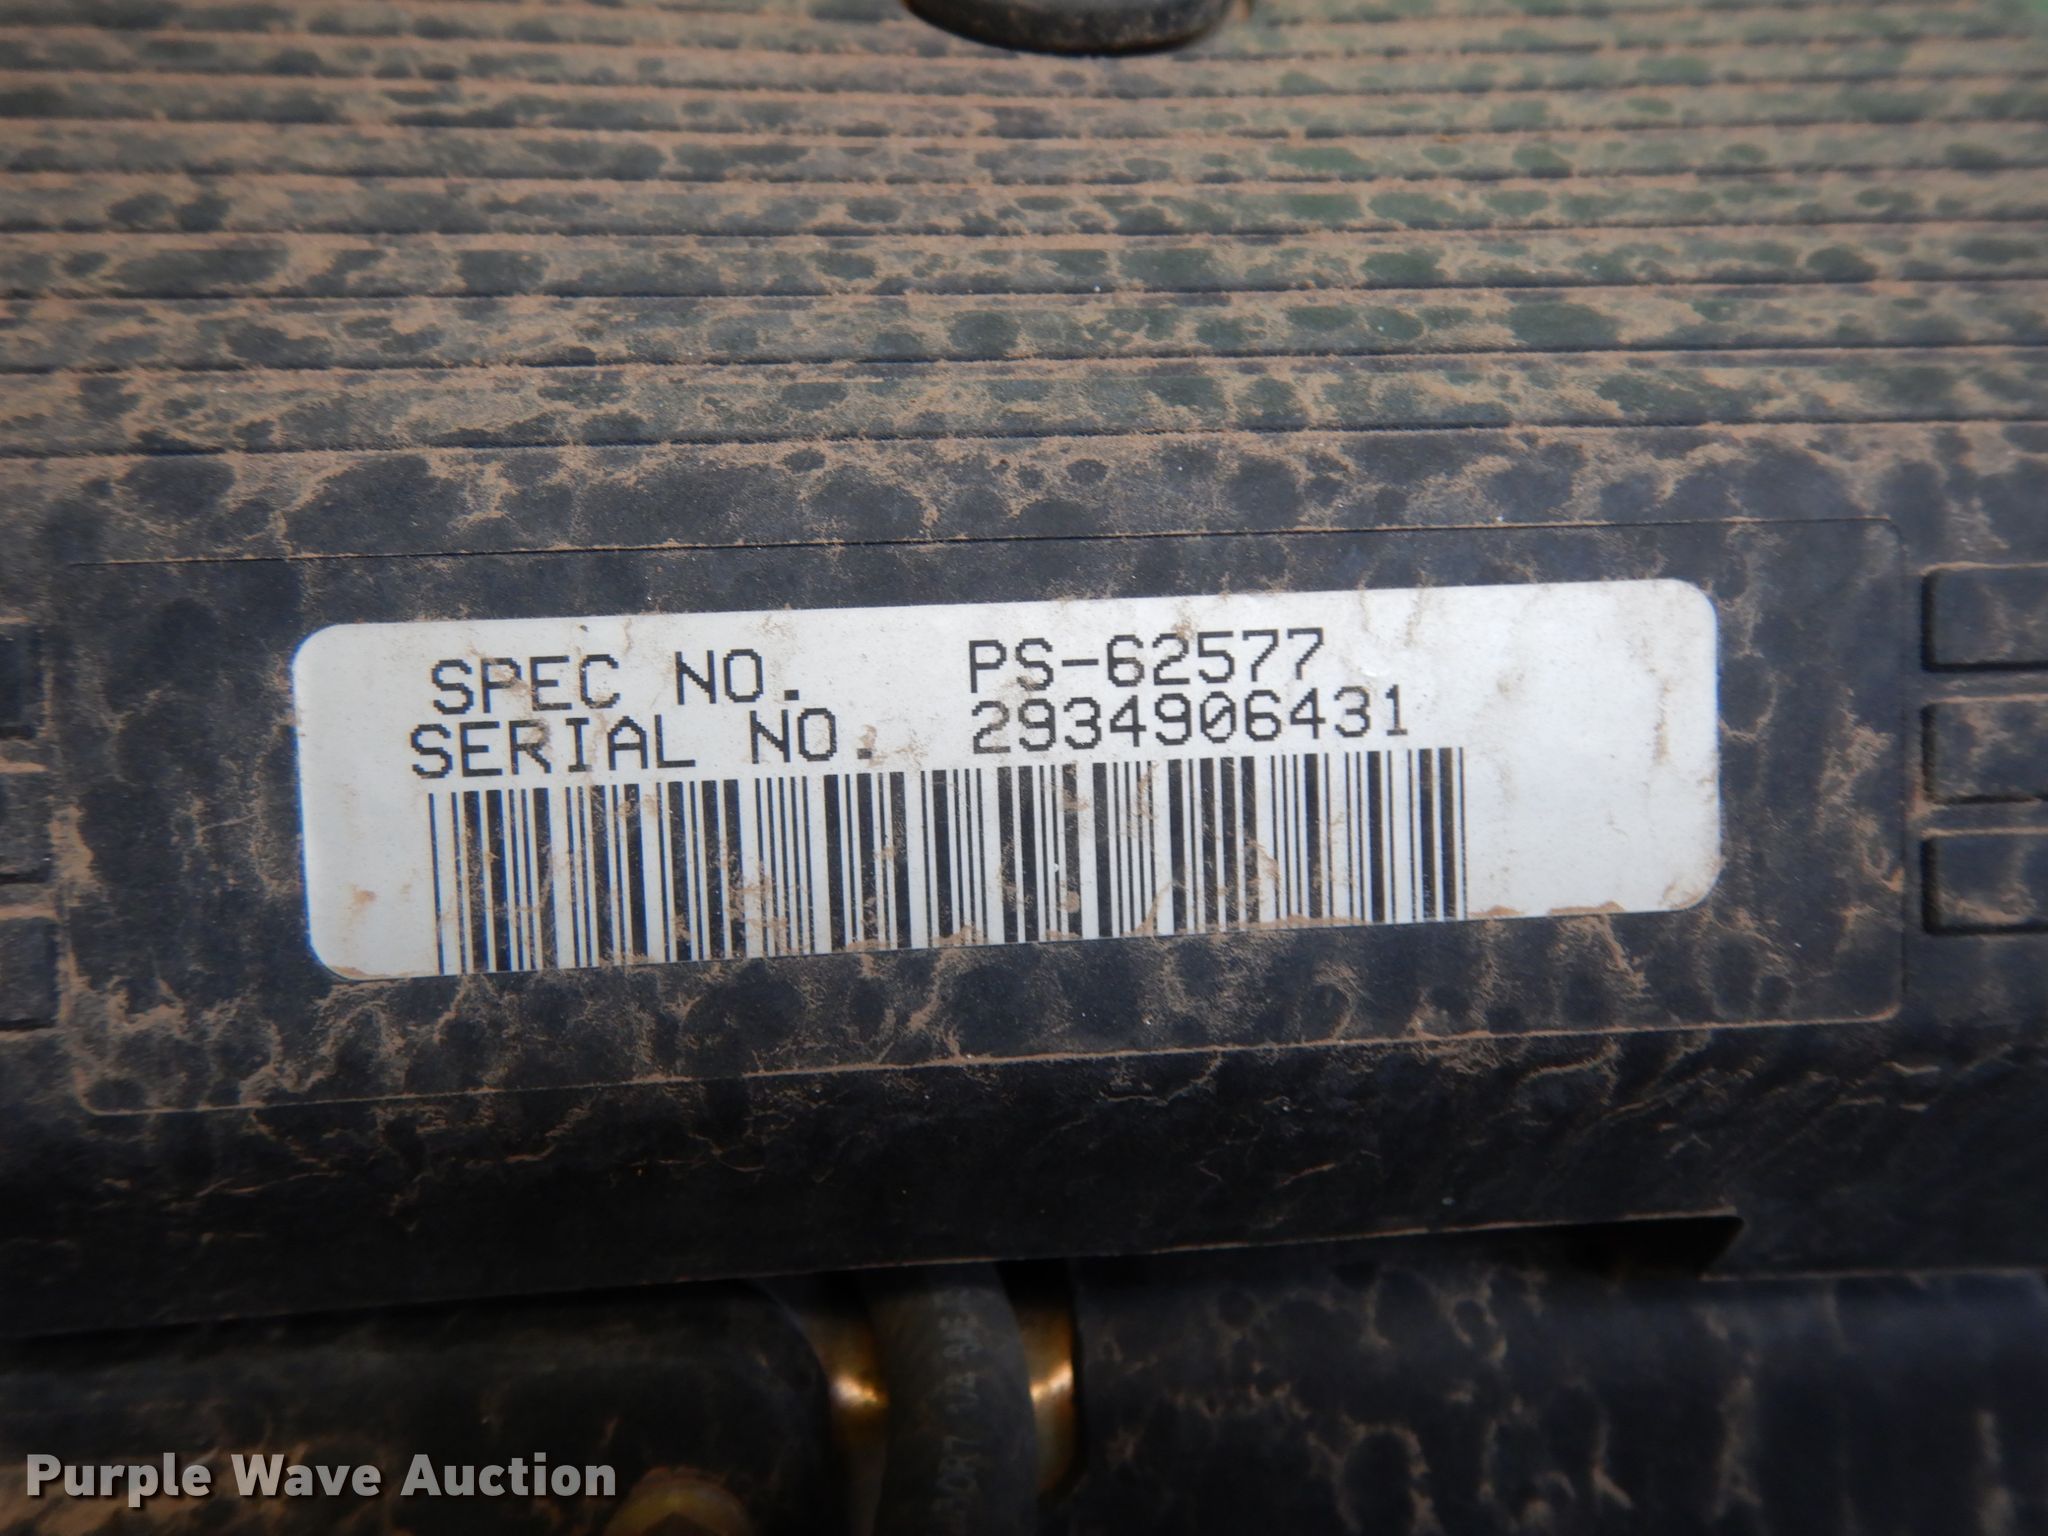 SPEC NO. PS-62577
SERIAL NO. 2934906431
Purple Wave Auction